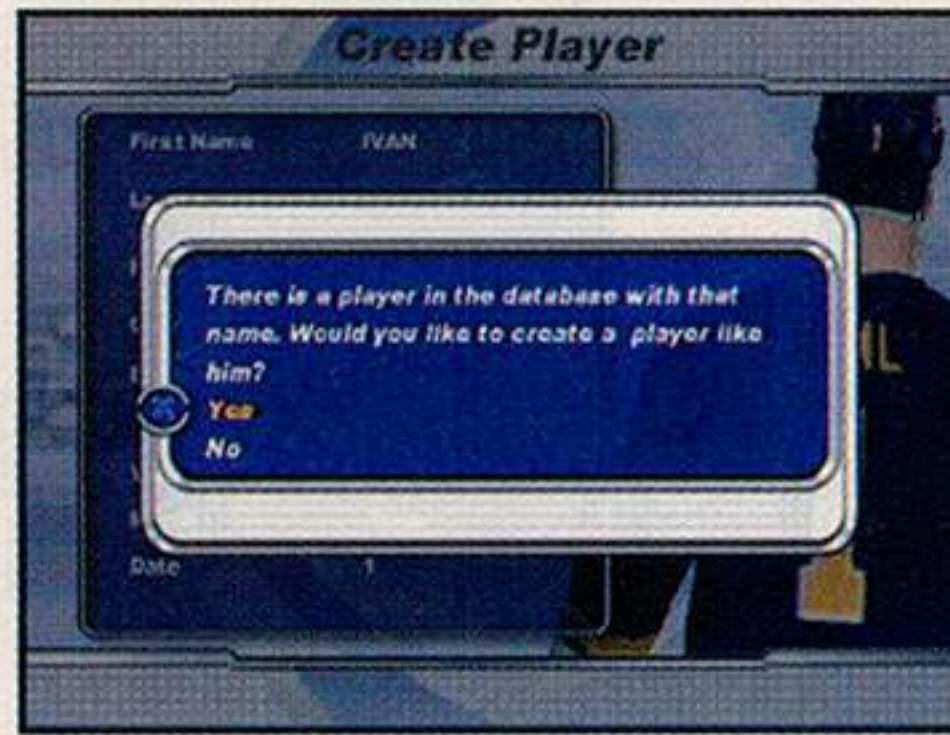 Create Player
First Name IVAN
There is a player in the database with that
name. Would you like to create a  player like
him?
Yes
No
Date 1